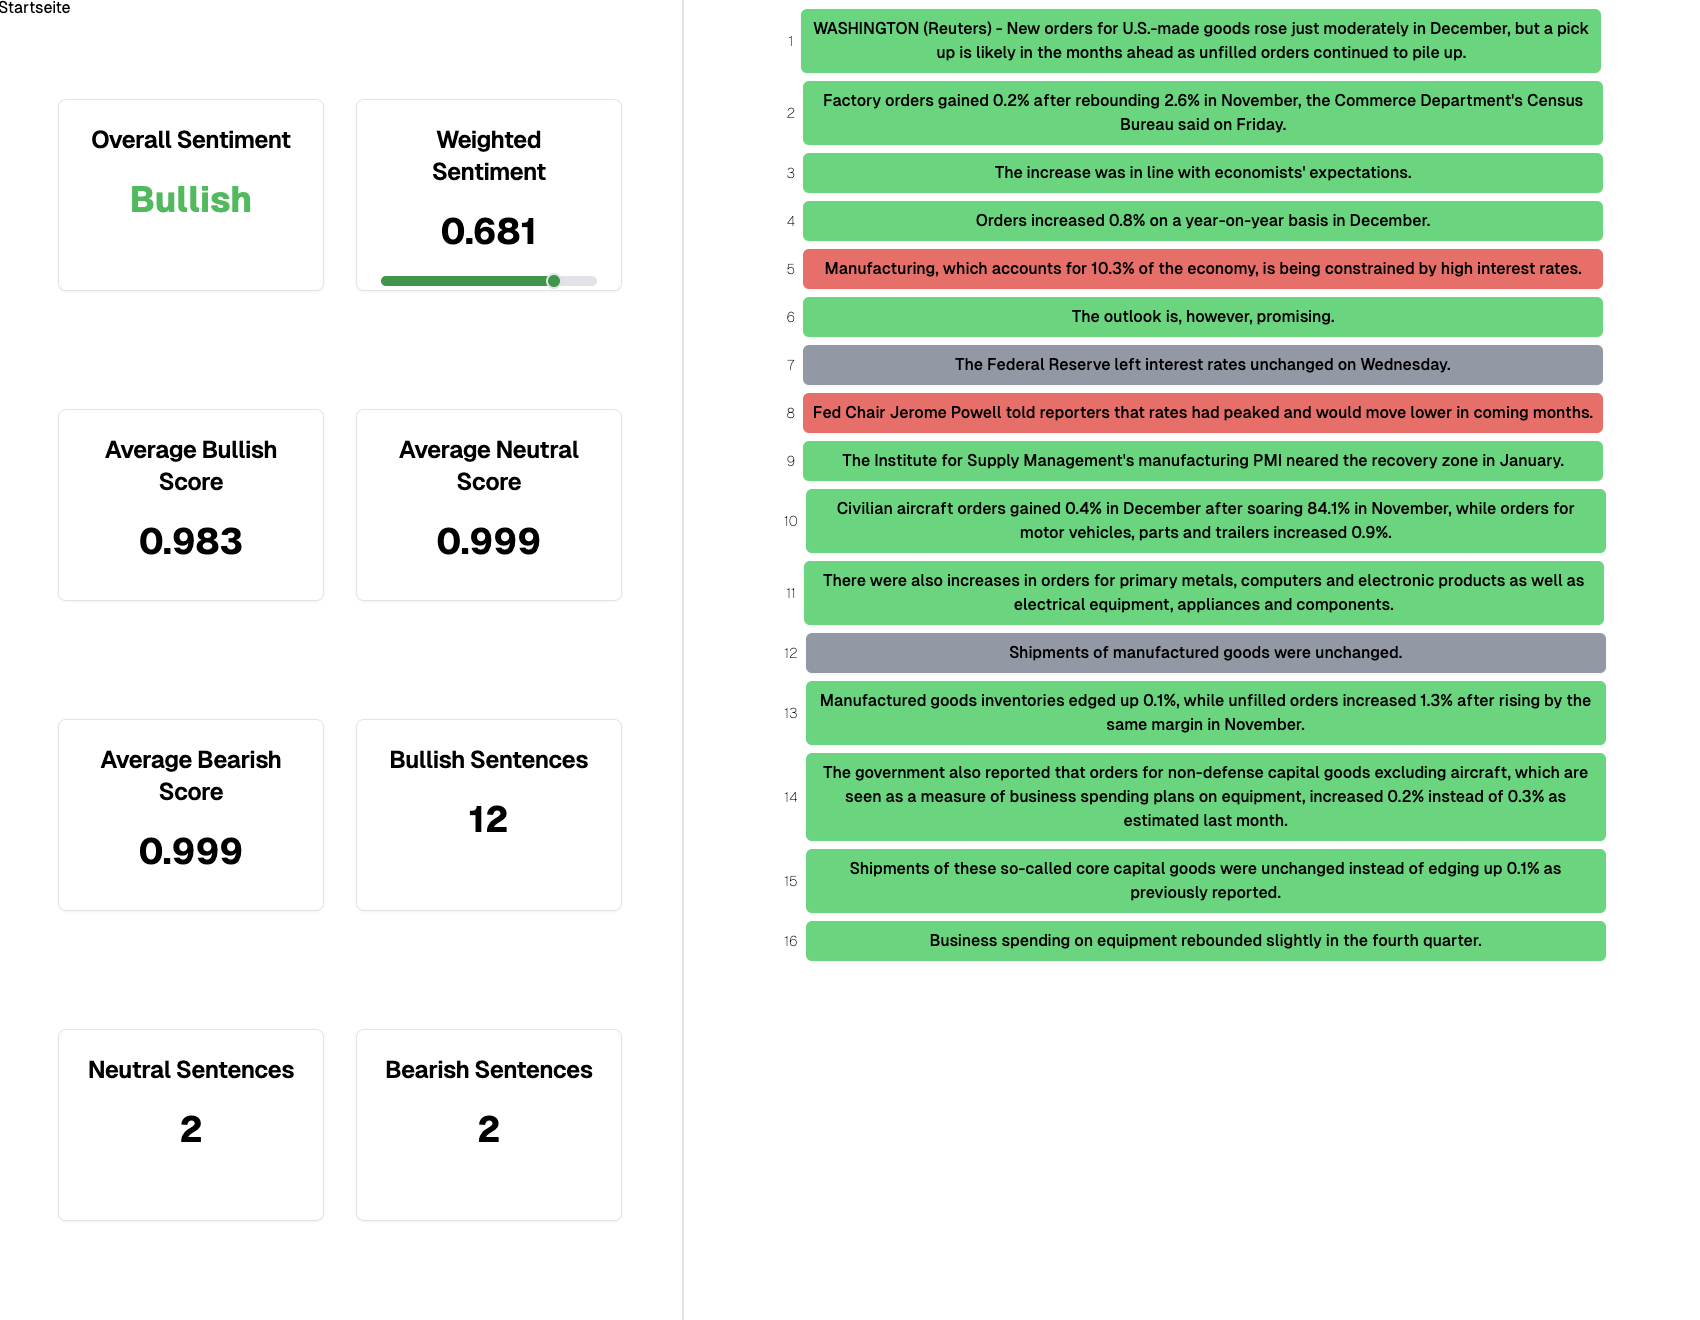 Startseite
Overall Sentiment
Bullish
Weighted
Sentiment
0.681
Average Bullish
Score
0.983
Average Neutral
Score
0.999
Average Bearish
Score
0.999
Bullish Sentences
12
Neutral Sentences
2
Bearish Sentences
2
1
WASHINGTON (Reuters) - New orders for U.S.-made goods rose just moderately in December, but a pick
up is likely in the months ahead as unfilled orders continued to pile up.
2
Factory orders gained 0.2% after rebounding 2.6% in November, the Commerce Department's Census
Bureau said on Friday.
3
The increase was in line with economists' expectations.
4
Orders increased 0.8% on a year-on-year basis in December.
5
Manufacturing, which accounts for 10.3% of the economy, is being constrained by high interest rates.
6
The outlook is, however, promising.
7
The Federal Reserve left interest rates unchanged on Wednesday.
8
Fed Chair Jerome Powell told reporters that rates had peaked and would move lower in coming months.
9
The Institute for Supply Management's manufacturing PMI neared the recovery zone in January.
10
Civilian aircraft orders gained 0.4% in December after soaring 84.1% in November, while orders for
motor vehicles, parts and trailers increased 0.9%.
11
There were also increases in orders for primary metals, computers and electronic products as well as
electrical equipment, appliances and components.
12
Shipments of manufactured goods were unchanged.
13
Manufactured goods inventories edged up 0.1%, while unfilled orders increased 1.3% after rising by the
same margin in November.
14
The government also reported that orders for non-defense capital goods excluding aircraft, which are
seen as a measure of business spending plans on equipment, increased 0.2% instead of 0.3% as
estimated last month.
15
Shipments of these so-called core capital goods were unchanged instead of edging up 0.1% as
previously reported.
16
Business spending on equipment rebounded slightly in the fourth quarter.